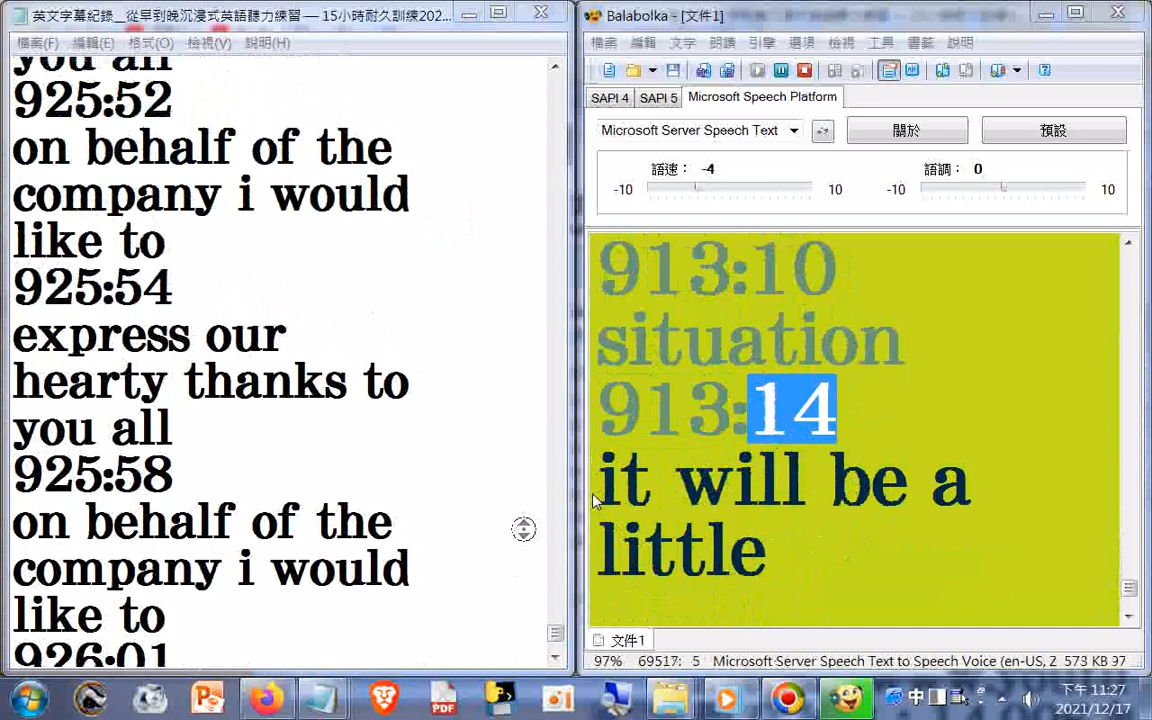 英文字幕紀錄__從早到晚沉浸式英語聽力練習 — 15小時耐久訓練202...
檔案(F) 編輯(E) 格式(O) 檢視(V) 說明(H)
you all
925:52
on behalf of the
company i would
like to
925:54
express our
hearty thanks to
you all
925:58
on behalf of the
company i would
like to
926:01
Balabolka - [文件1]
檔案 編輯 文字 朗讀 引擎 選項 檢視 工具 書籤 說明
SAPI 4 SAPI 5 Microsoft Speech Platform
Microsoft Server Speech Text 關於 預設
語速： -4 語調： 0
-10 10 -10 10
913:10
situation
913:14
it will be a
little
文件1
97% 69517: 5 Microsoft Server Speech Text to Speech Voice (en-US, Z 573 KB 97
PDF
中
下午 11:27
2021/12/17